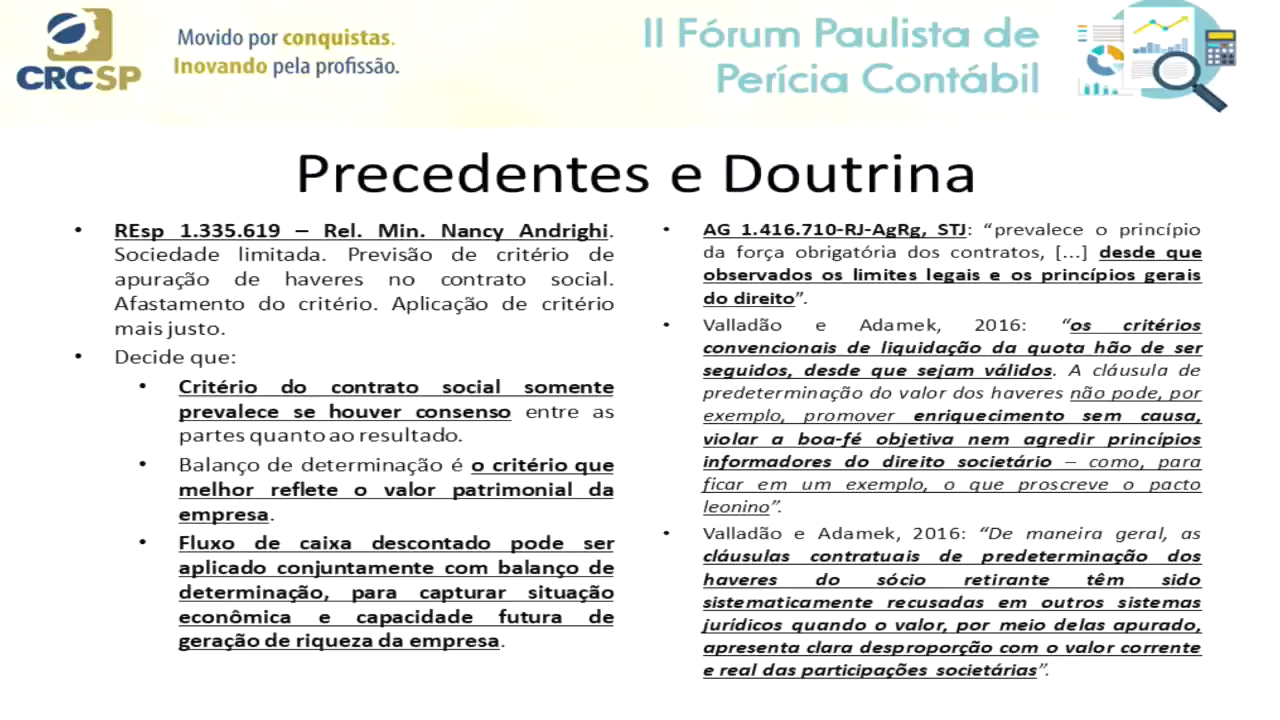 CRCSP
Movido por conquistas.
Inovando pela profissão.
II Fórum Paulista de
Perícia Contábil
Precedentes e Doutrina
• REsp 1.335.619 – Rel. Min. Nancy Andrighi.
Sociedade limitada. Previsão de critério de
apuração de haveres no contrato social.
Afastamento do critério. Aplicação de critério
mais justo.
• Decide que:
• Critério do contrato social somente
prevalece se houver consenso entre as
partes quanto ao resultado.
• Balanço de determinação é o critério que
melhor reflete o valor patrimonial da
empresa.
• Fluxo de caixa descontado pode ser
aplicado conjuntamente com balanço de
determinação, para capturar situação
econômica e capacidade futura de
geração de riqueza da empresa.
• AG 1.416.710-RJ-AgRg, STJ: “prevalece o princípio
da força obrigatória dos contratos, [...] desde que
observados os limites legais e os princípios gerais
do direito”.
• Valladão e Adamek, 2016: “os critérios
convencionais de liquidação da quota hão de ser
seguidos, desde que sejam válidos. A cláusula de
predeterminação do valor dos haveres não pode, por
exemplo, promover enriquecimento sem causa,
violar a boa-fé objetiva nem agredir princípios
informadores do direito societário – como, para
ficar em um exemplo, o que proscreve o pacto
leonino”.
• Valladão e Adamek, 2016: “De maneira geral, as
cláusulas contratuais de predeterminação dos
haveres do sócio retirante têm sido
sistematicamente recusadas em outros sistemas
jurídicos quando o valor, por meio delas apurado,
apresenta clara desproporção com o valor corrente
e real das participações societárias”.